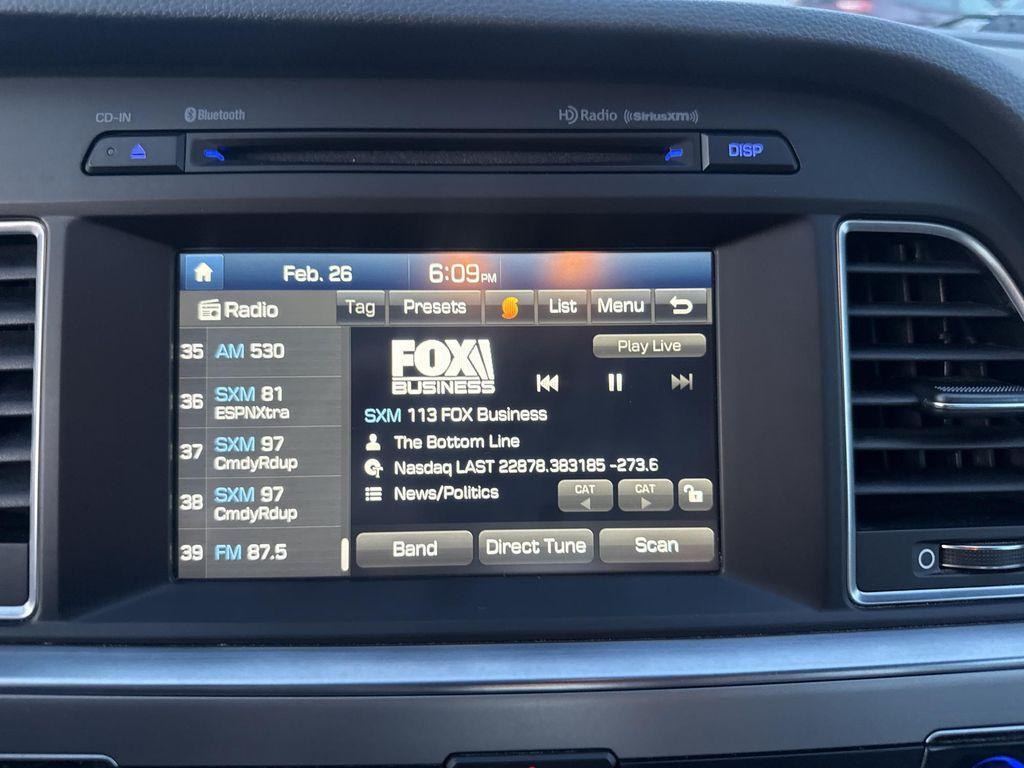 CD-IN
Bluetooth
HD Radio ((SiriusXM))
DISP
Feb. 26
6:09PM
Radio
Tag
Presets
List
Menu
35 AM 530
36 SXM 81
ESPNXtra
37 SXM 97
CmdyRdup
38 SXM 97
CmdyRdup
39 FM 87.5
FOX
BUSINESS
Play Live
SXM 113 FOX Business
The Bottom Line
Nasdaq LAST 22878.383185 -273.6
News/Politics
CAT
CAT
Band
Direct Tune
Scan